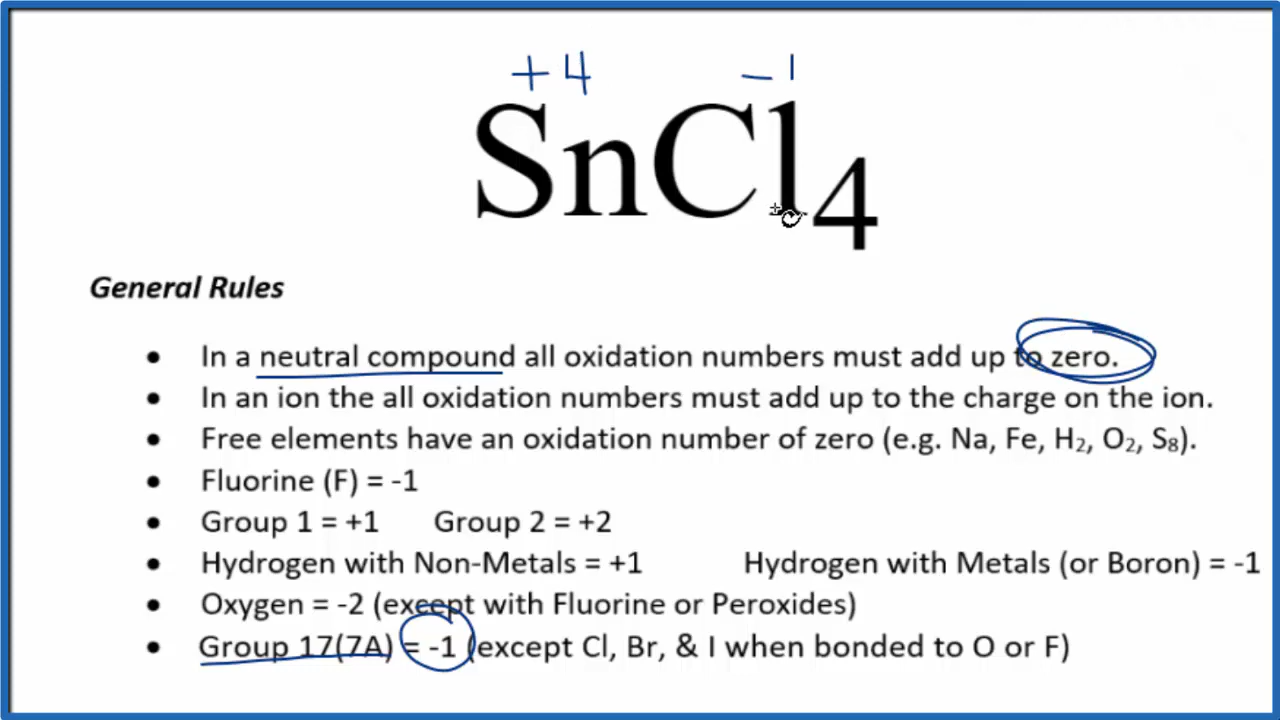 +4 -1
SnCl₄
General Rules
• In a neutral compound all oxidation numbers must add up to zero.
• In an ion the all oxidation numbers must add up to the charge on the ion.
• Free elements have an oxidation number of zero (e.g. Na, Fe, H₂, O₂, S₈).
• Fluorine (F) = -1
• Group 1 = +1 Group 2 = +2
• Hydrogen with Non-Metals = +1 Hydrogen with Metals (or Boron) = -1
• Oxygen = -2 (except with Fluorine or Peroxides)
• Group 17(7A) = -1 (except Cl, Br, & I when bonded to O or F)